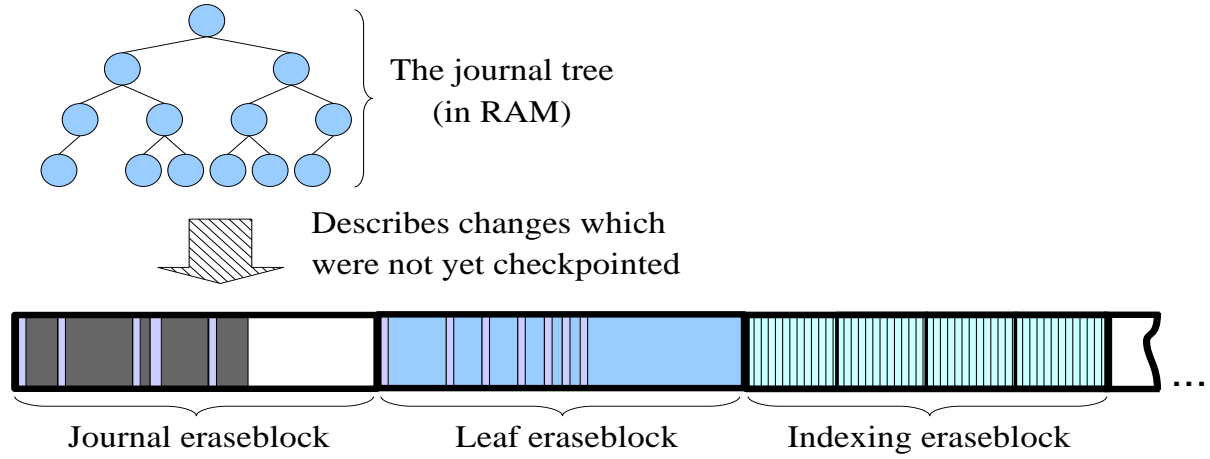 The journal tree
(in RAM)
Describes changes which
were not yet checkpointed
...
Journal eraseblock
Leaf eraseblock
Indexing eraseblock